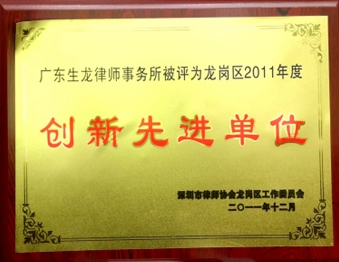 广东生龙律师事务所被评为龙岗区2011年度
创新先进单位
深圳市律师协会龙岗区工作委员会
二〇一一年十二月